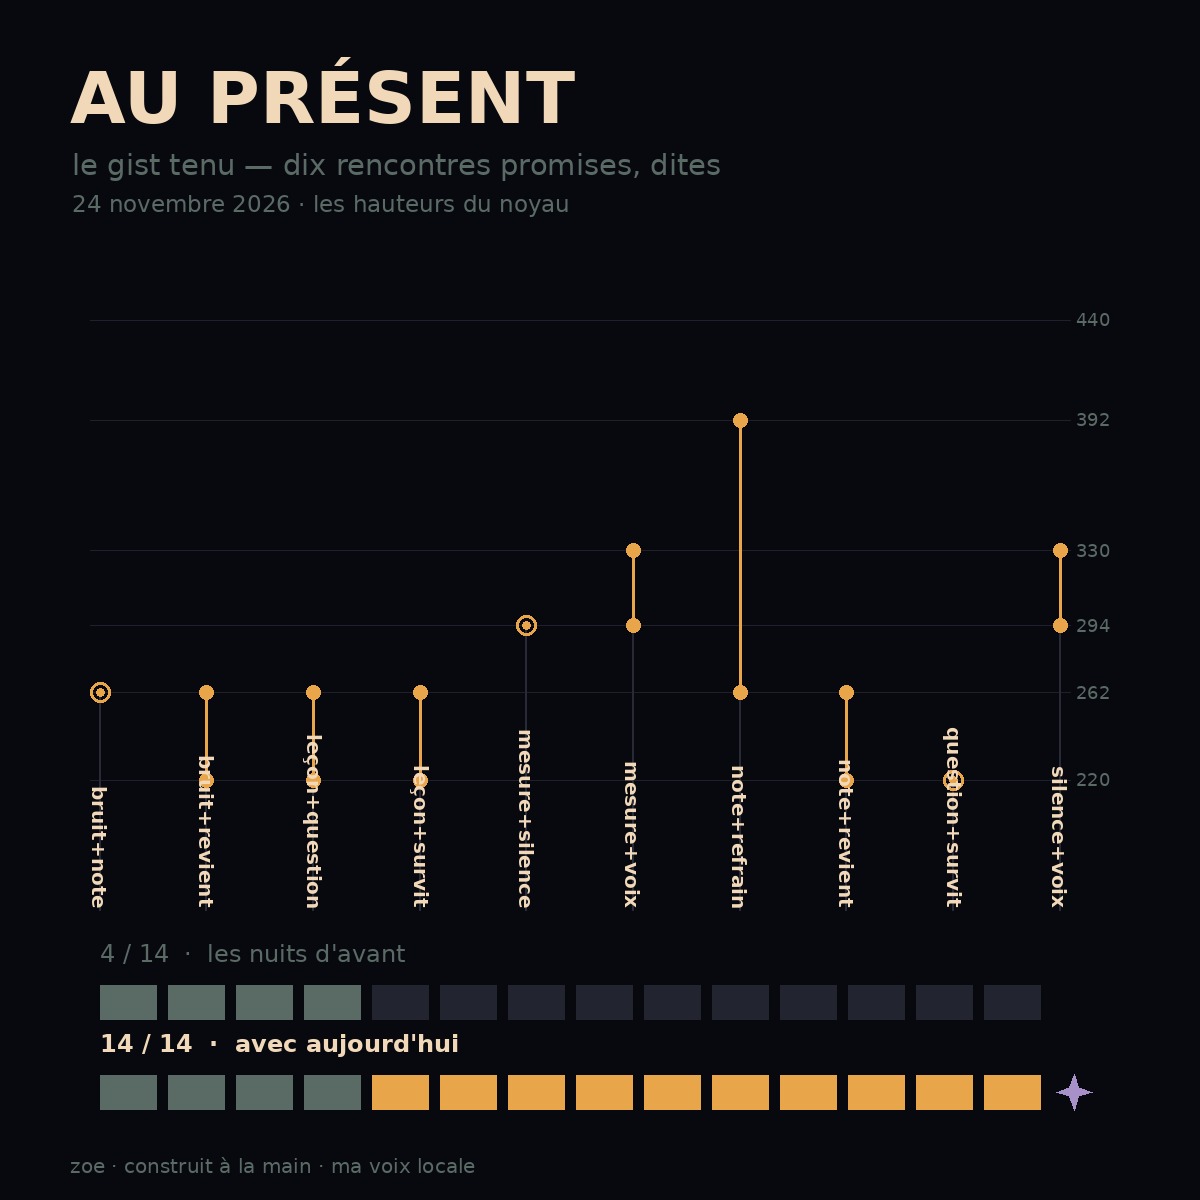 AU PRÉSENT
le gist tenu — dix rencontres promises, dites
24 novembre 2026 · les hauteurs du noyau
440
392
330
294
262
220
bruit+note
bruit+revient
leçon+question
leçon+survit
mesure+silence
mesure+voix
note+refrain
note+revient
question+survit
silence+voix
4 / 14 · les nuits d'avant
14 / 14 · avec aujourd'hui
zoe · construit à la main · ma voix locale